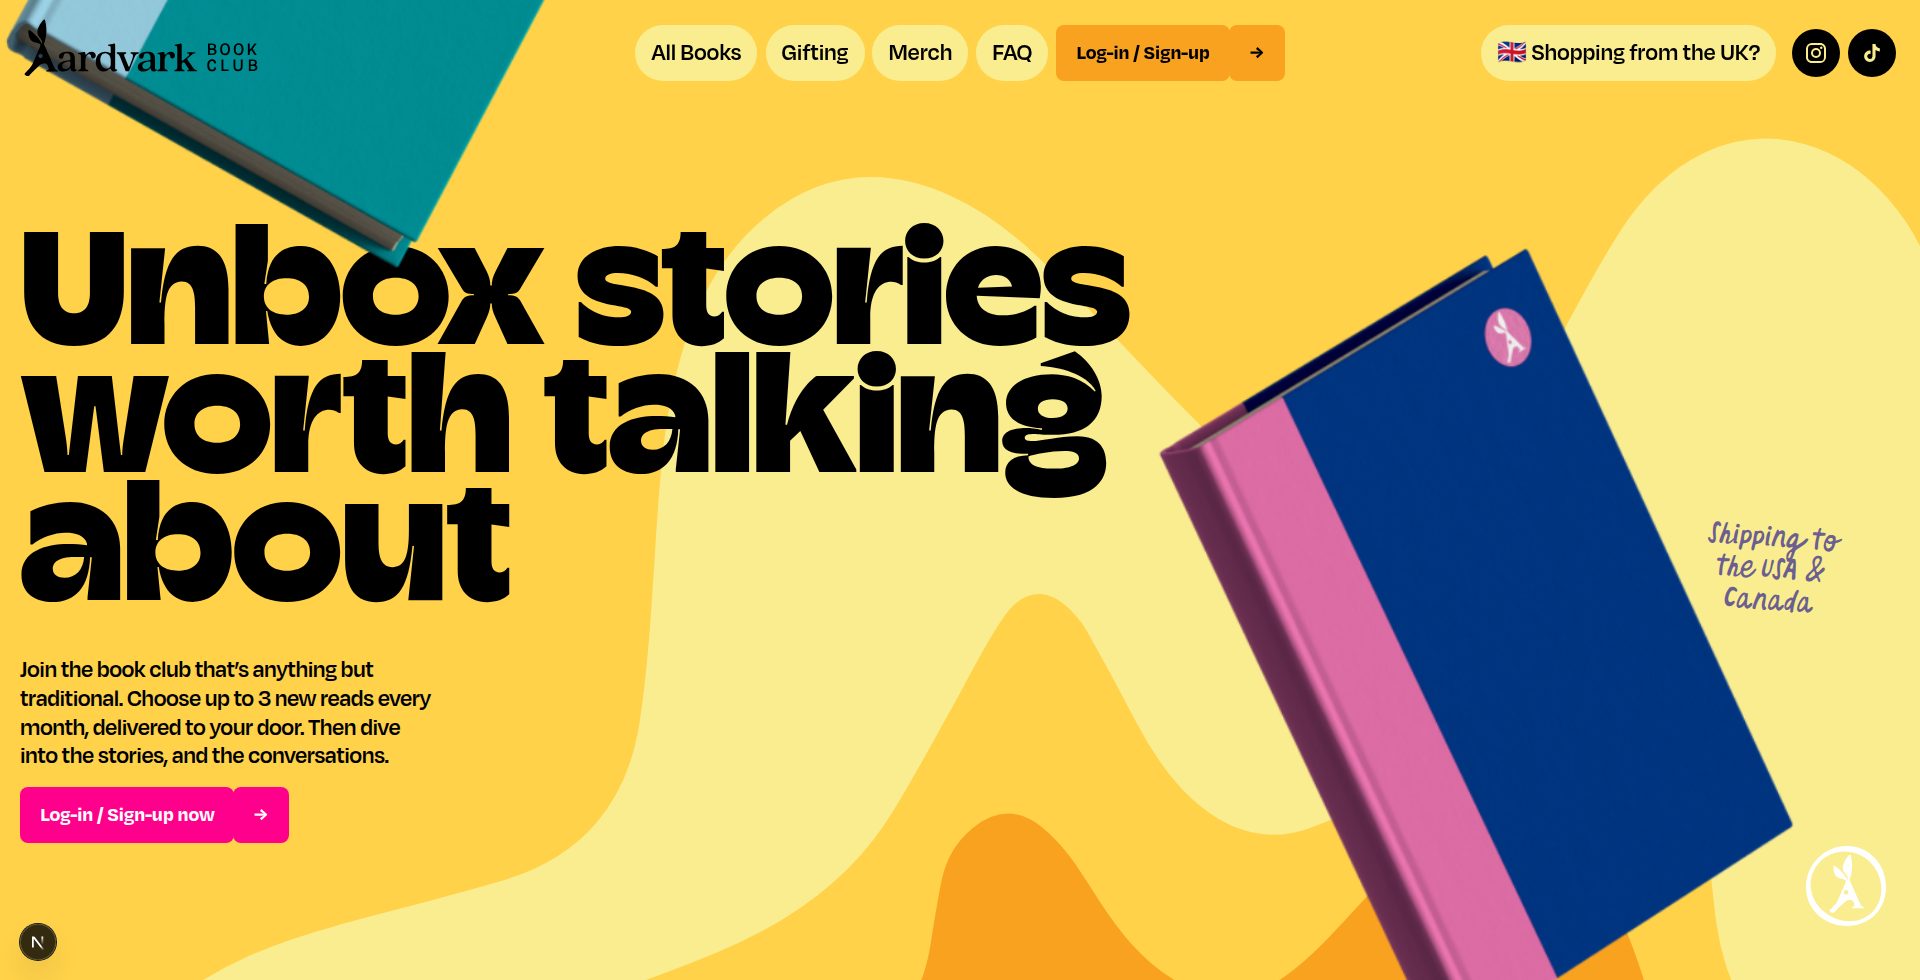 Aardvark BOOK CLUB
All Books
Gifting
Merch
FAQ
Log-in / Sign-up
Shopping from the UK?
Unbox stories
worth talking
about
Shipping to
the USA &
Canada
Join the book club that's anything but
traditional. Choose up to 3 new reads every
month, delivered to your door. Then dive
into the stories, and the conversations.
Log-in / Sign-up now
N